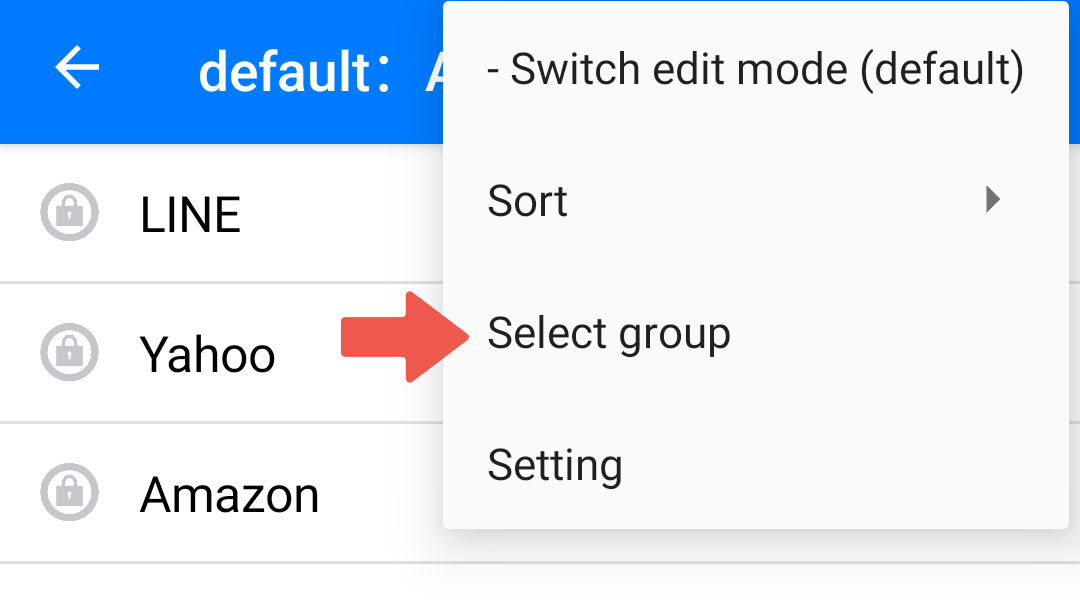 default:
- Switch edit mode (default)
LINE
Sort
Yahoo
Select group
Amazon
Setting